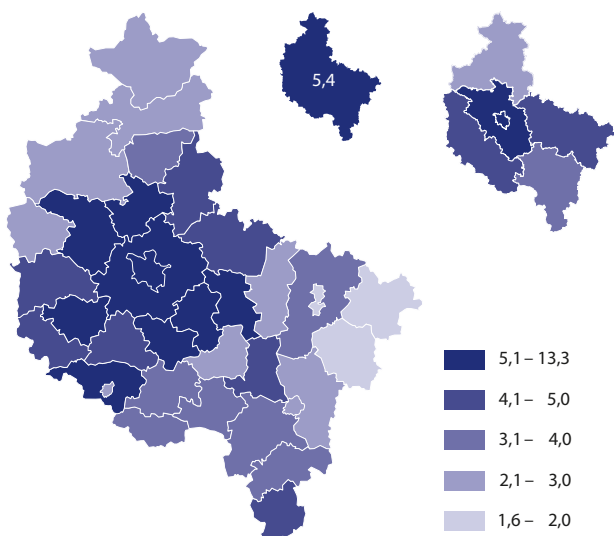 5,4
5,1 – 13,3
4,1 – 5,0
3,1 – 4,0
2,1 – 3,0
1,6 – 2,0